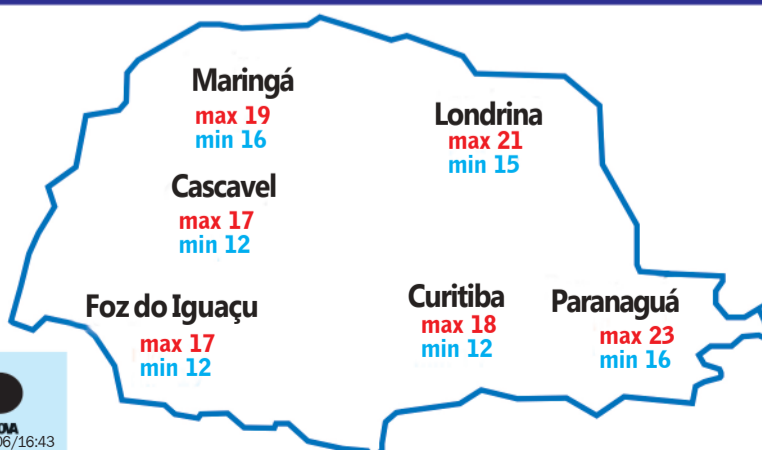 Maringá
max 19
min 16
Londrina
max 21
min 15
Cascavel
max 17
min 12
Foz do Iguaçu
max 17
min 12
Curitiba
max 18
min 12
Paranaguá
max 23
min 16
06/16:43